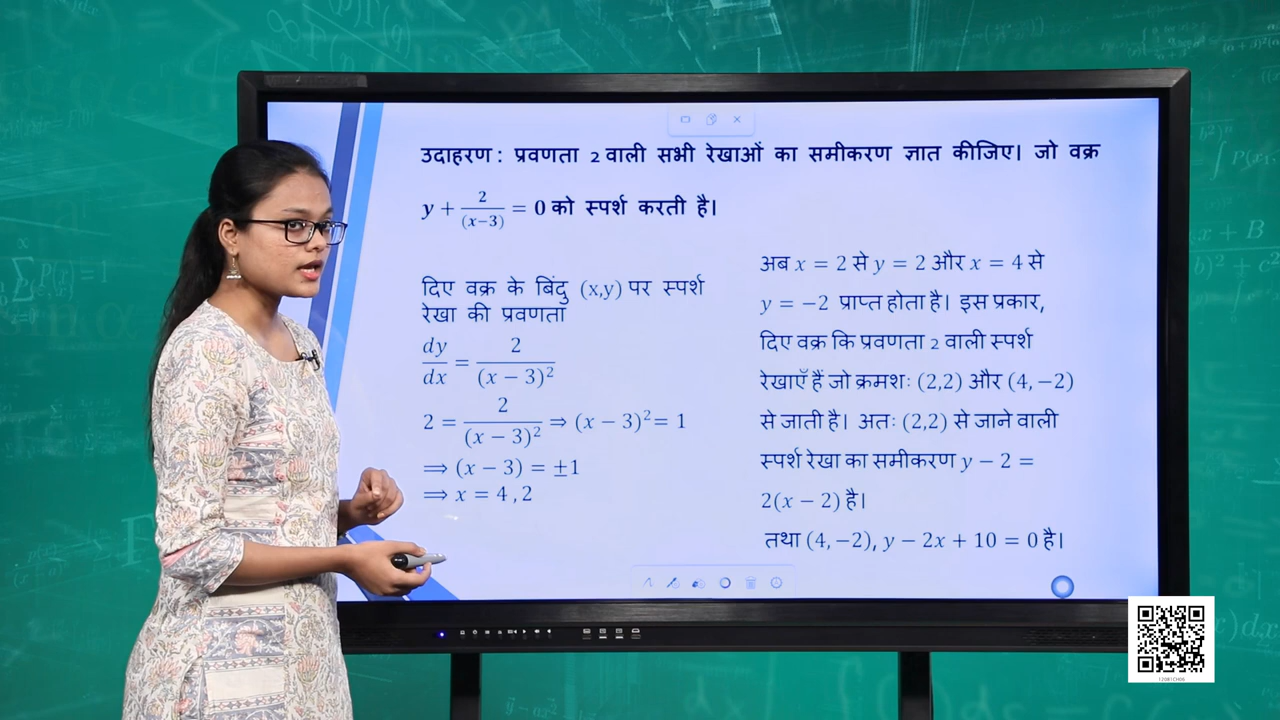 उदाहरण : प्रवणता 2 वाली सभी रेखाओं का समीकरण ज्ञात कीजिए। जो वक्र
y + 2/(x−3) = 0 को स्पर्श करती है।
दिए वक्र के बिंदु (x,y) पर स्पर्श
रेखा की प्रवणता
dy/dx = 2/(x − 3)²
2 = 2/(x − 3)² ⇒ (x − 3)² = 1
⟹ (x − 3) = ±1
⟹ x = 4 , 2
अब x = 2 से y = 2 और x = 4 से
y = −2 प्राप्त होता है। इस प्रकार,
दिए वक्र कि प्रवणता 2 वाली स्पर्श
रेखाएँ हैं जो क्रमशः (2,2) और (4, −2)
से जाती है। अतः (2,2) से जाने वाली
स्पर्श रेखा का समीकरण y − 2 =
2(x − 2) है।
तथा (4, −2), y − 2x + 10 = 0 है।
12081CH06